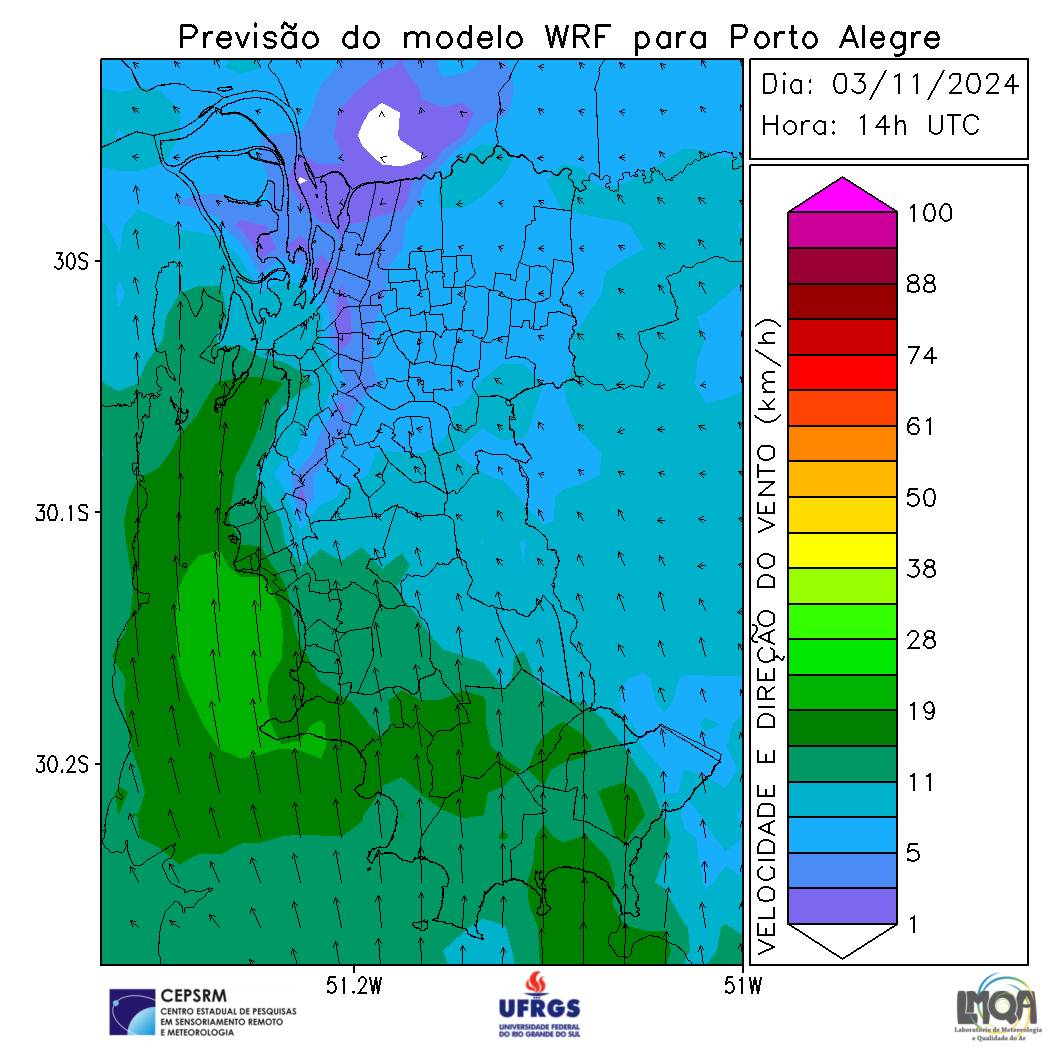 Previsão do modelo WRF para Porto Alegre
Dia: 03/11/2024
Hora: 14h UTC
30S
30.1S
30.2S
51.2W
51W
VELOCIDADE E DIREÇÃO DO VENTO (km/h)
100
88
74
61
50
38
28
19
11
5
1
CEPSRM
CENTRO ESTADUAL DE PESQUISAS
EM SENSORIAMENTO REMOTO
E METEOROLOGIA
UFRGS
UNIVERSIDADE FEDERAL
DO RIO GRANDE DO SUL
LMQA
Laboratório de Meteorologia
e Qualidade do Ar